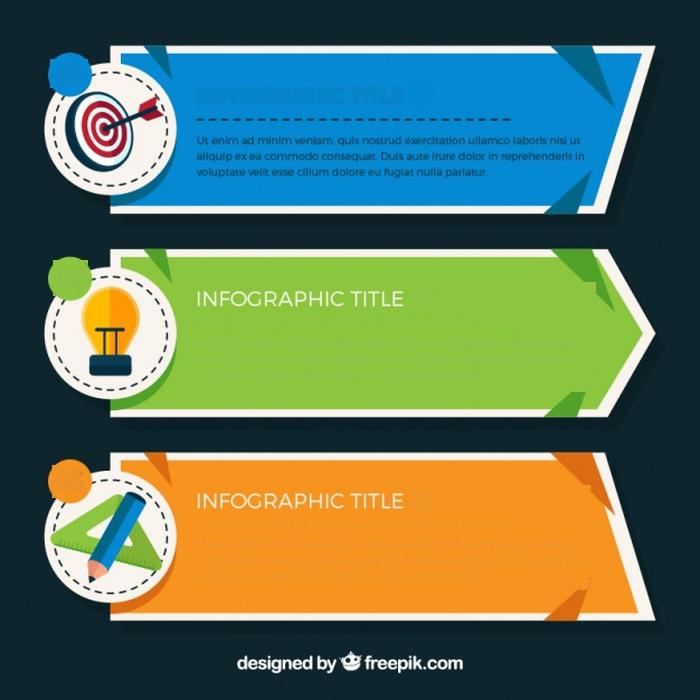 INFOGRAPHIC TITLE
Ut enim ad minim veniam, quis nostrud exercitation ullamco laboris nisi ut
aliquip ex ea commodo consequat. Duis aute irure dolor in reprehenderit in
voluptate velit esse cillum dolore eu fugiat nulla pariatur.
INFOGRAPHIC TITLE
INFOGRAPHIC TITLE
designed by freepik.com